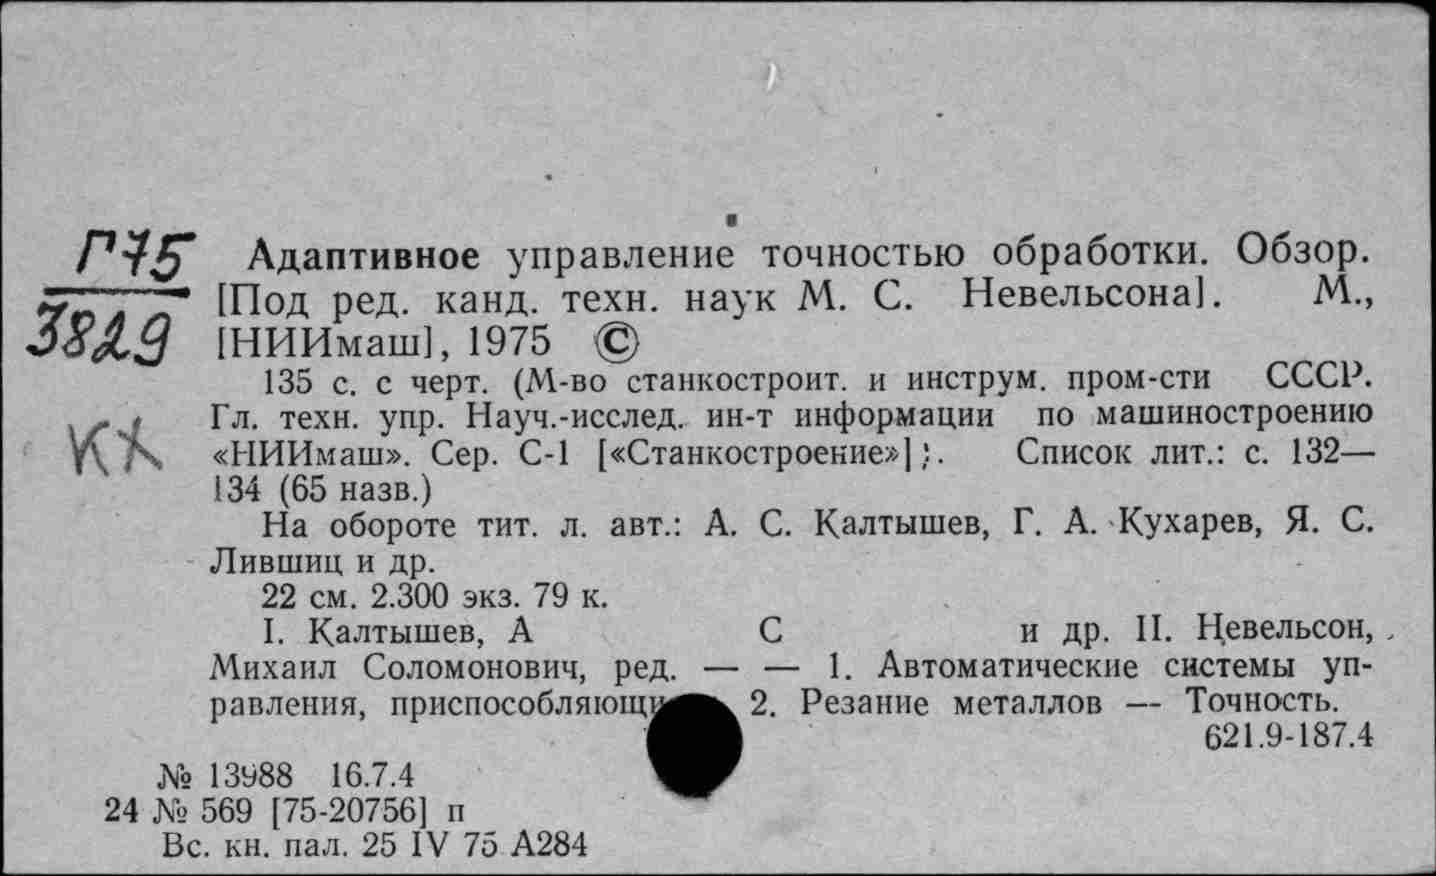 Г75
3829
КХ
Адаптивное управление точностью обработки. Обзор.
[Под ред. канд. техн. наук М. С. Невельсона]. М.,
[НИИмаш], 1975 ©
135 с. с черт. (М-во станкостроит. и инструм. пром-сти СССР.
Гл. техн. упр. Науч.-исслед. ин-т информации по машиностроению
«НИИмаш». Сер. С-1 [«Станкостроение»]). Список лит.: с. 132—
134 (65 назв.)
На обороте тит. л. авт.: А. С. Калтышев, Г. А. Кухарев, Я. С.
Лившиц и др.
22 см. 2.300 экз. 79 к.
I. Калтышев, А С и др. II. Невельсон,
Михаил Соломонович, ред. — — 1. Автоматические системы уп-
равления, 2. Резание металлов — Точность.
621.9-187.4
№ 13988 16.7.4
24 № 569 [75-20756] п
Вс. кн. пал. 25 IV 75 А284